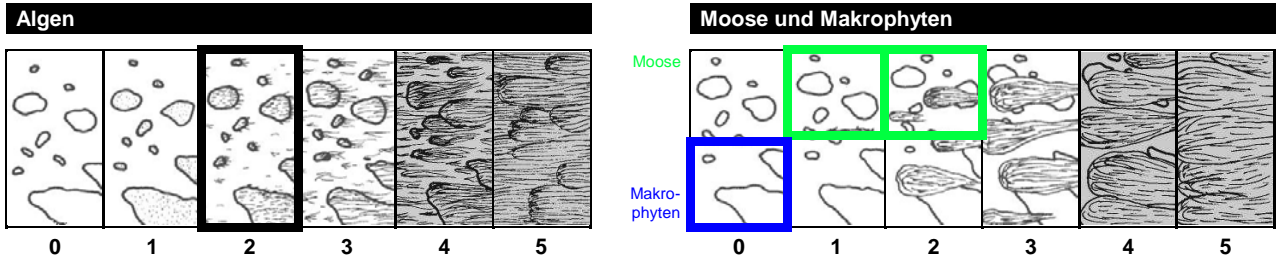 Algen
0 1 2 3 4 5
Moose und Makrophyten
Moose
Makro-
phyten
0 1 2 3 4 5